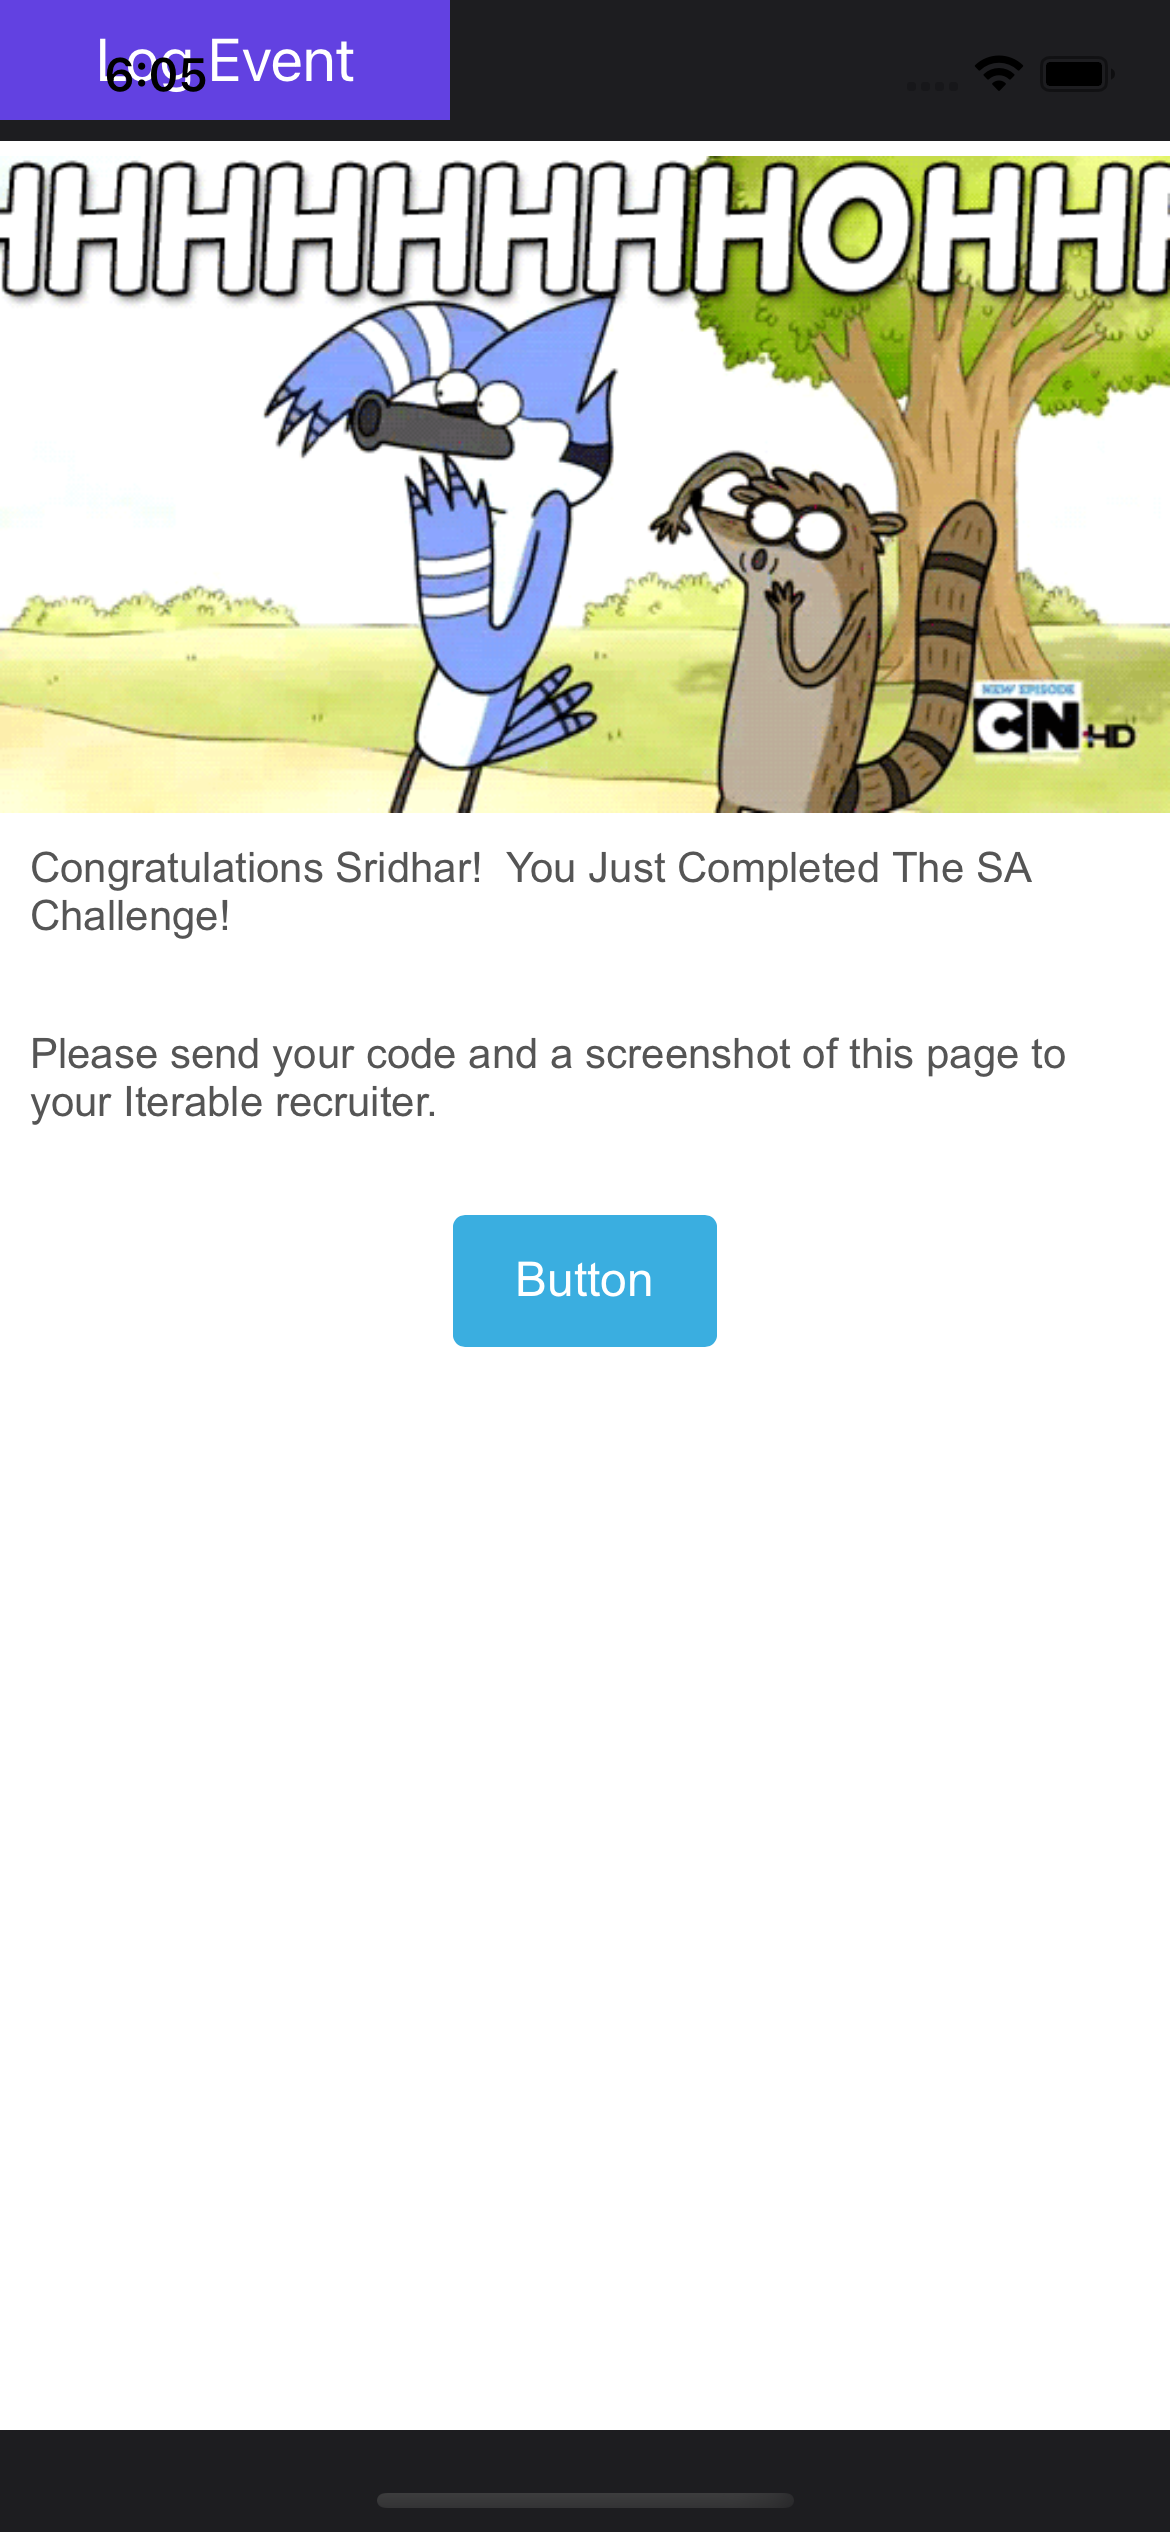 Log Event
6:05
HHHHHHHHOHHH
NEW EPISODE
CN HD
Congratulations Sridhar!  You Just Completed The SA
Challenge!
Please send your code and a screenshot of this page to
your Iterable recruiter.
Button